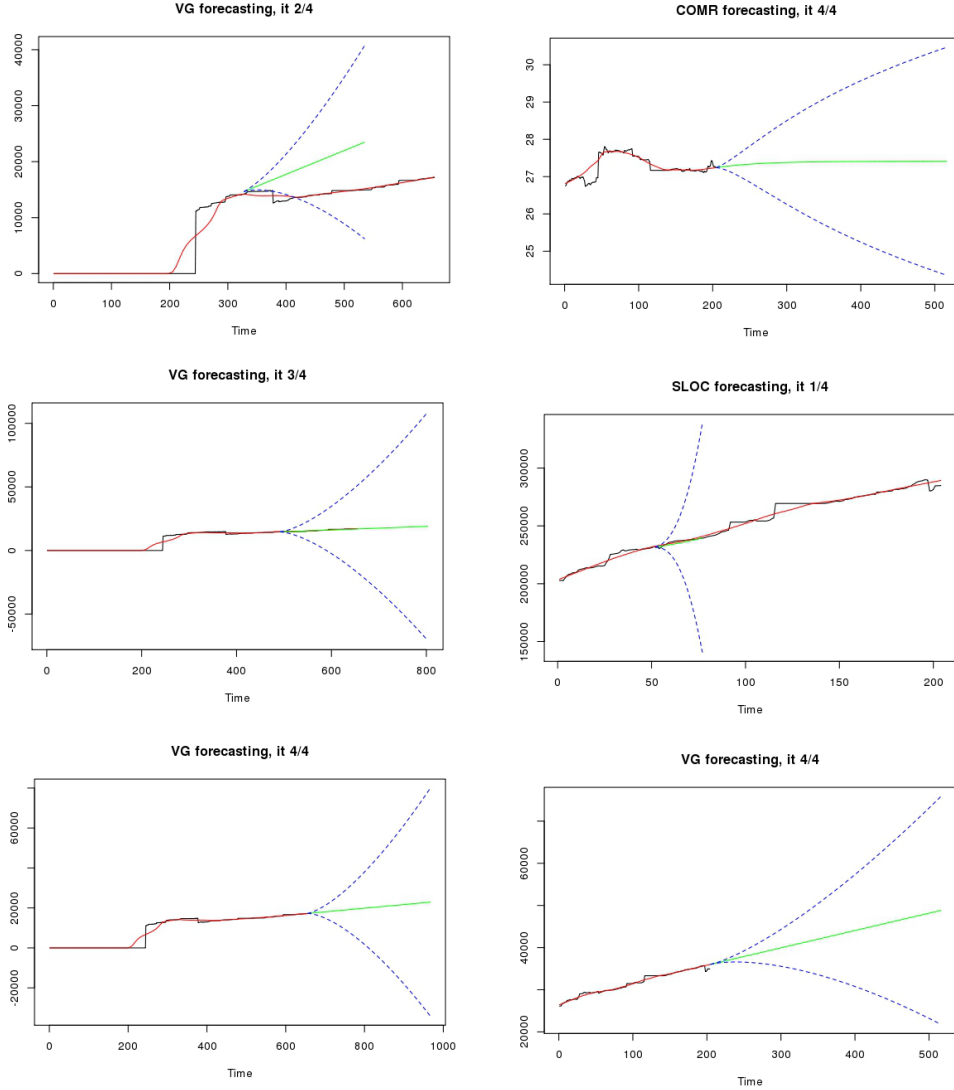 VG forecasting, it 2/4
40000
30000
20000
10000
0
0 100 200 300 400 500 600
Time
COMR forecasting, it 4/4
30
29
28
27
26
25
0 100 200 300 400 500
Time
VG forecasting, it 3/4
100000
50000
0
-50000
0 200 400 600 800
Time
SLOC forecasting, it 1/4
300000
250000
200000
150000
0 50 100 150 200
Time
VG forecasting, it 4/4
60000
20000
0
-20000
0 200 400 600 800 1000
Time
VG forecasting, it 4/4
60000
40000
20000
0 100 200 300 400 500
Time